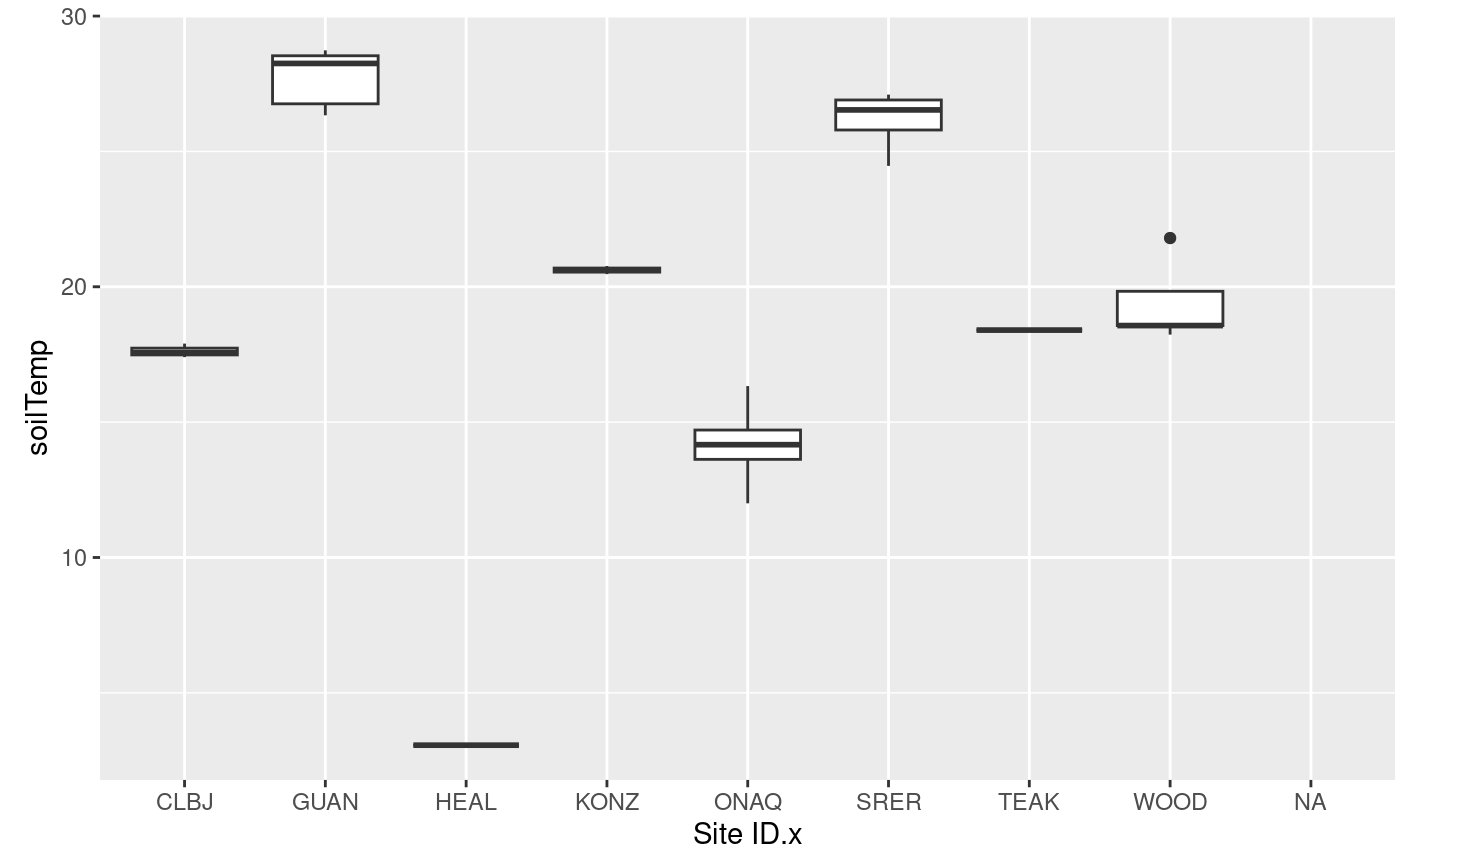 30
20
10
soilTemp
CLBJ GUAN HEAL KONZ ONAQ SRER TEAK WOOD NA
Site ID.x